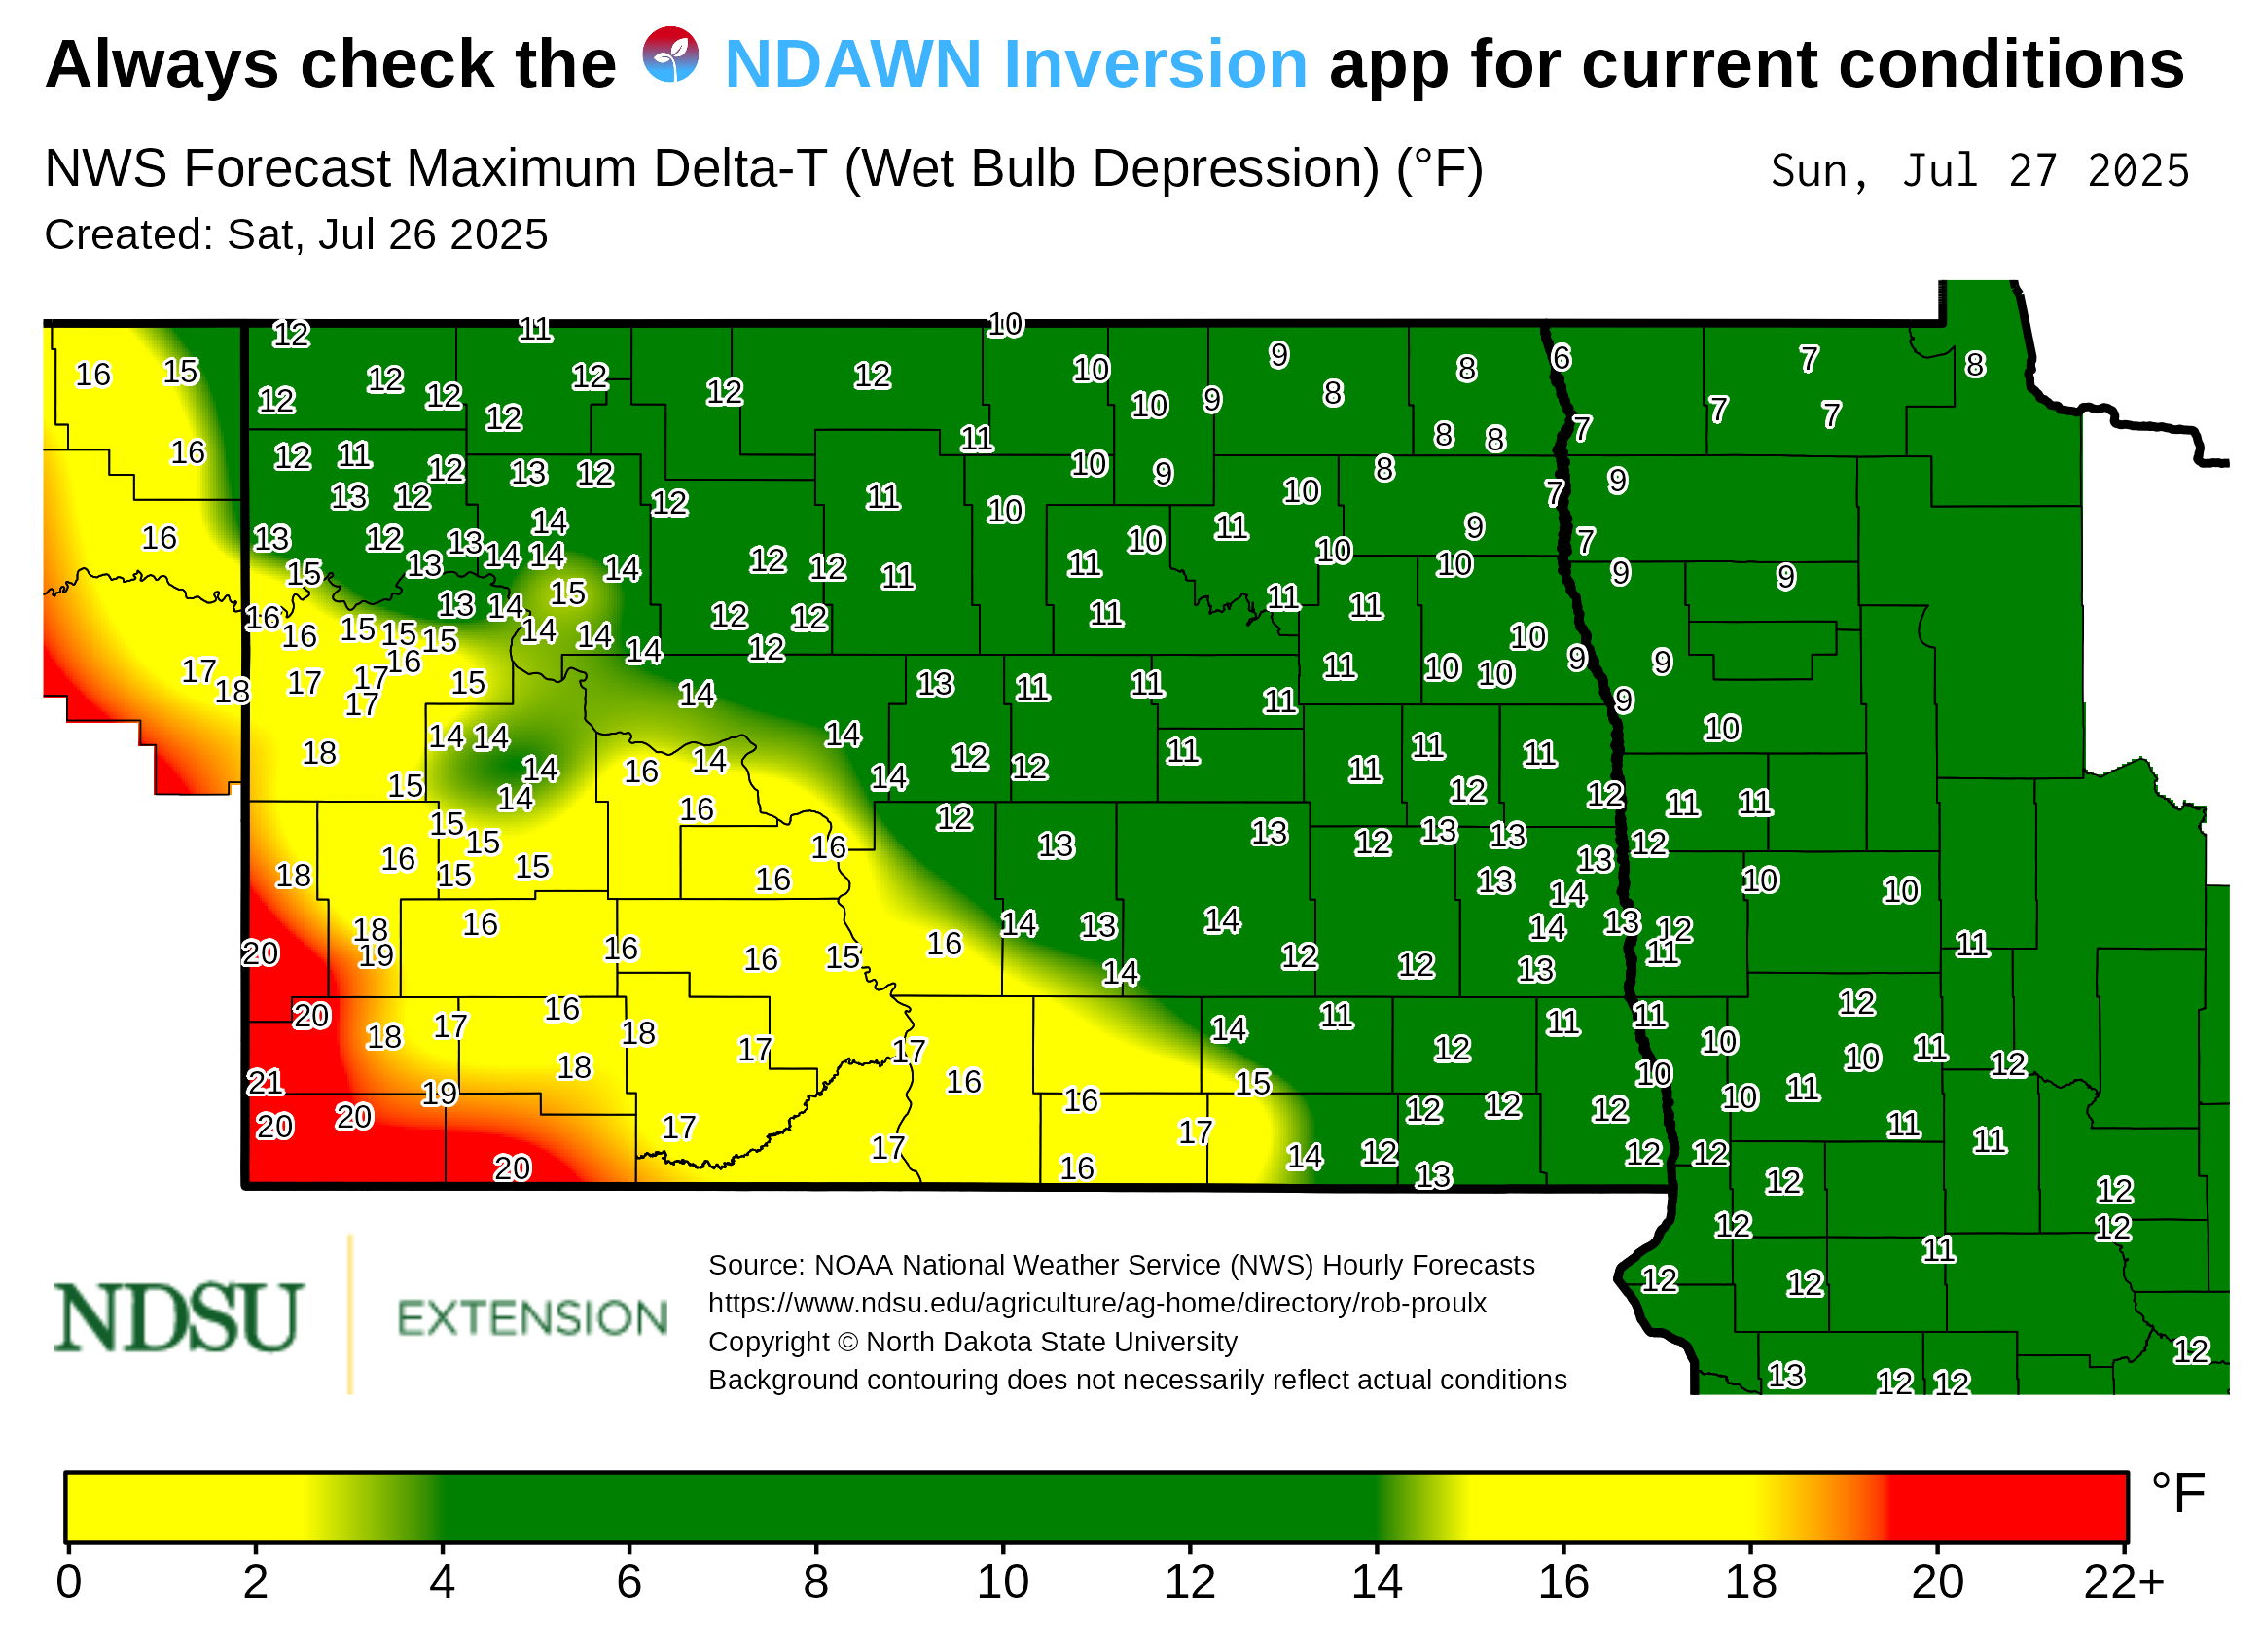 Always check the NDAWN Inversion app for current conditions
NWS Forecast Maximum Delta-T (Wet Bulb Depression) (°F) Sun, Jul 27 2025
Created: Sat, Jul 26 2025
12 11 10
16 15 12 12 12 12 12 10 9 8 6 7 8
12 12 12 10 9 8 7 7 7
16 12 11 12 13 12 11 10 9 8 8 8
13 12 12 11 10 10 7 9
16 13 12 13 14 14 14 10 11 9 7
15 13 14 12 12 11 11 10 10 9 9
16 13 14 15 12 12 11 11 11
16 15 15 15 14 14 14 12 10
17 18 17 17 16 15 14 13 11 11 11 10 10 9 9
17 11 9
18 14 14 14 14 12 12 11 11 11 11 10
15 14 14 16 16 14 12 12 11 11
15 15 16 12 13 13 12 13 13 12
18 16 15 15 16 13 13 14 10 10
20 18 19 16 16 16 15 16 14 13 14 12 12 14 13 12 11 11
14 13
20 18 17 16 18 17 17 14 11 12 11 11 10 12
21 19 18 16 16 15 10 10 11 10 11 12
20 20 17 17 17 12 12 12 11 11
20 16 14 12 13 12 12 12
12 12 12
12 12 11
13 12 12 12
NDSU EXTENSION
Source: NOAA National Weather Service (NWS) Hourly Forecasts
https://www.ndsu.edu/agriculture/ag-home/directory/rob-proulx
Copyright © North Dakota State University
Background contouring does not necessarily reflect actual conditions
°F
0 2 4 6 8 10 12 14 16 18 20 22+